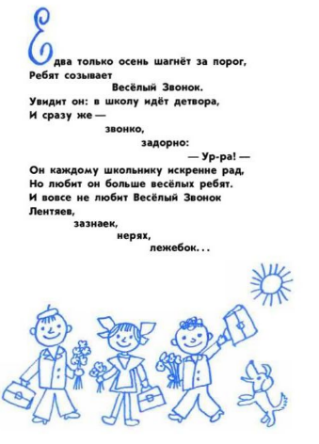 Едва только осень шагнёт за порог,
Ребят созывает
Весёлый Звонок.
Увидит он: в школу идёт детвора,
И сразу же —
звонко,
задорно:
— Ур-ра! —
Он каждому школьнику искренне рад,
Но любит он больше весёлых ребят.
И вовсе не любит Весёлый Звонок
Лентяев,
зазнаек,
нерях,
лежебок...